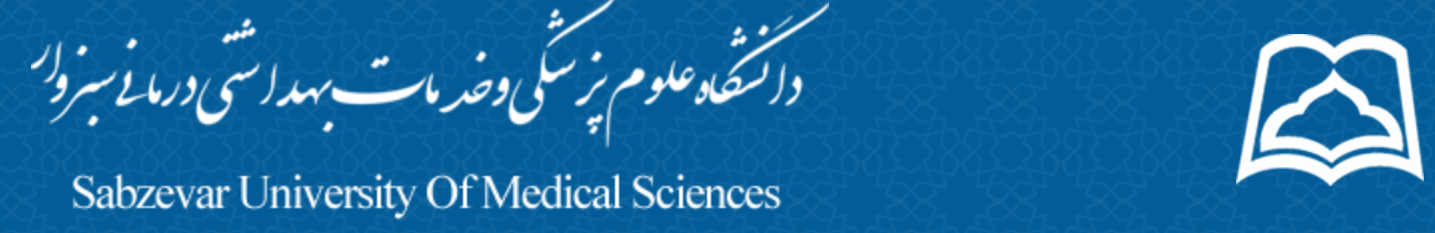 دانشگاه علوم پزشکی و خدمات بهداشتی درمانی سبزوار
Sabzevar University Of Medical Sciences